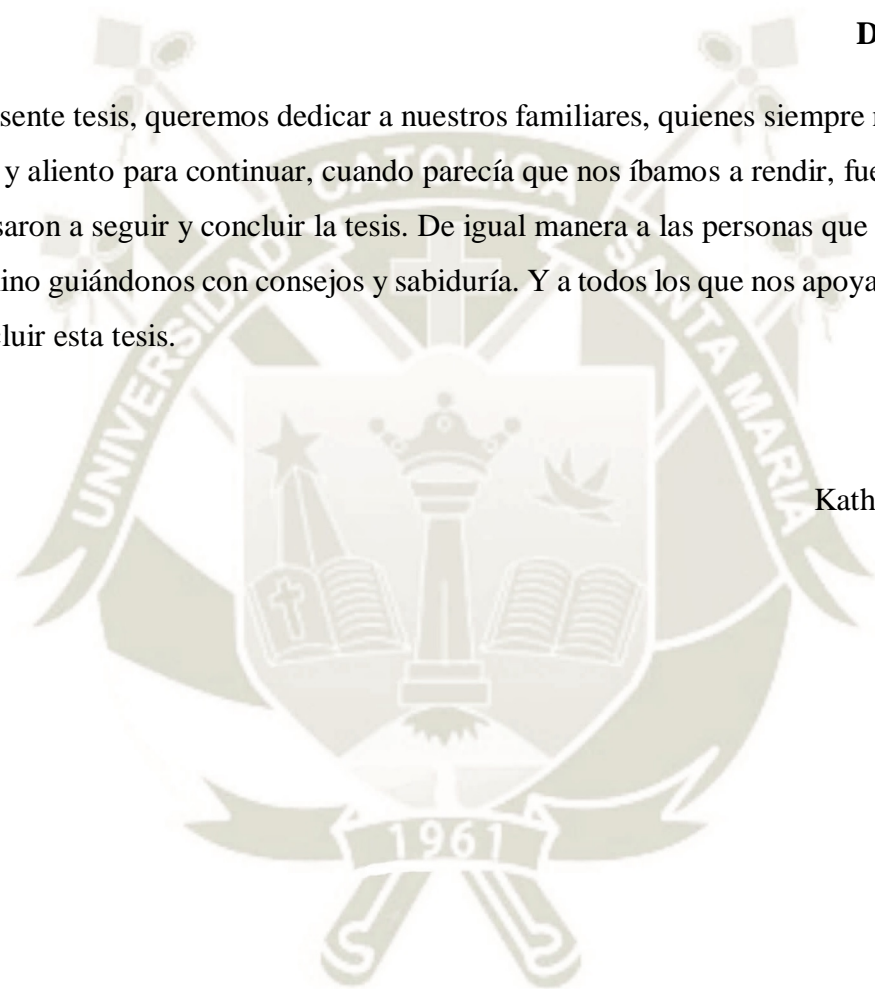 D
sente tesis, queremos dedicar a nuestros familiares, quienes siempre
y aliento para continuar, cuando parecía que nos íbamos a rendir, fue
saron a seguir y concluir la tesis. De igual manera a las personas que
ino guiándonos con consejos y sabiduría. Y a todos los que nos apoya
luir esta tesis.
Kath
UNIVERSIDAD CATOLICA SANTA MARIA
1961